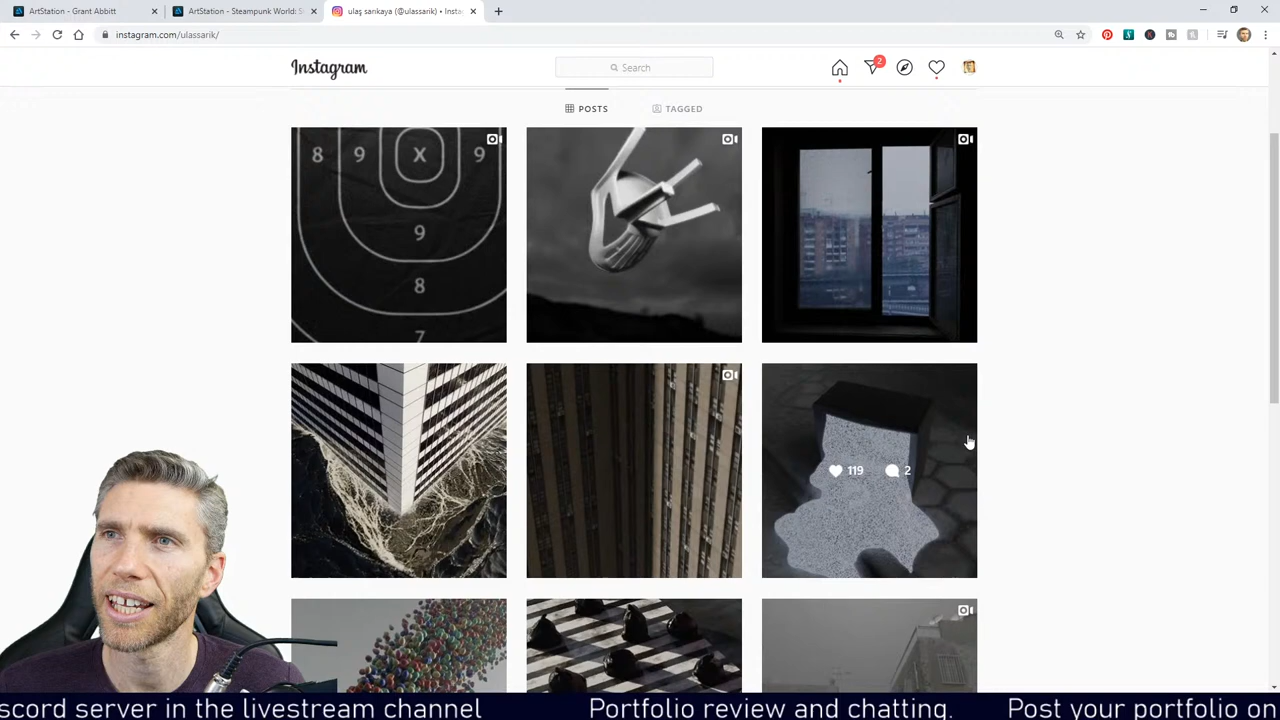 ArtStation - Grant Abbitt
ArtStation - Steampunk World: S
ulaş sarıkaya (@ulassarik) • Insta
instagram.com/ulassarik/
Instagram
Search
2
POSTS
TAGGED
8 9 X 9
9
8
7
119 2
scord server in the livestream channel Portfolio review and chatting. Post your portfolio on